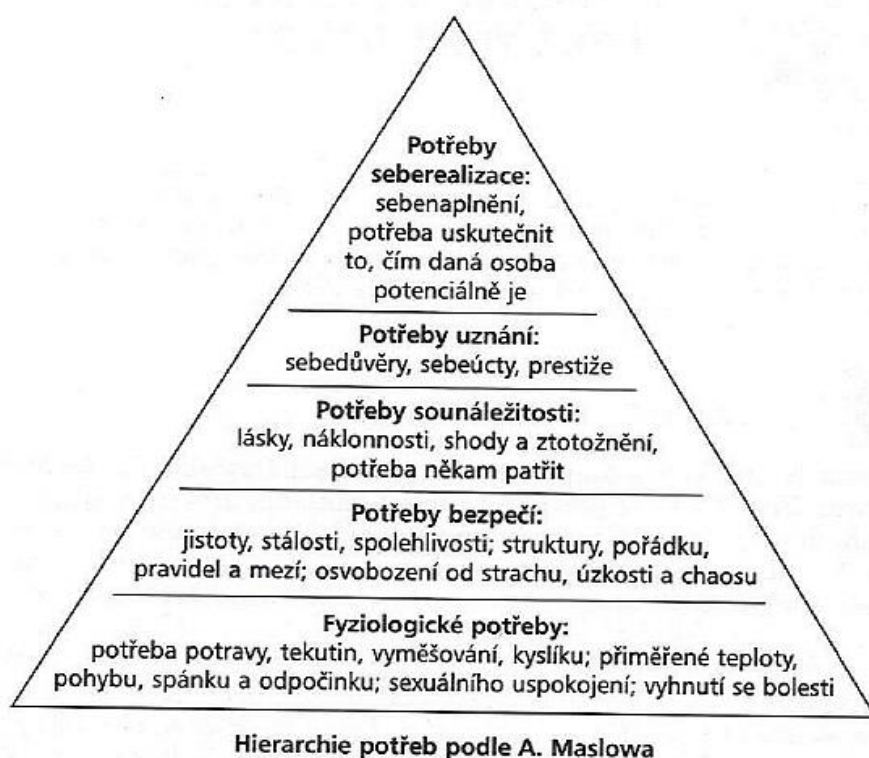 Potřeby
seberealizace:
sebenaplnění,
potřeba uskutečnit
to, čím daná osoba
potenciálně je
Potřeby uznání:
sebedůvěry, sebeúcty, prestiže
Potřeby sounáležitosti:
lásky, náklonnosti, shody a ztotožnění,
potřeba někam patřit
Potřeby bezpečí:
jistoty, stálosti, spolehlivosti; struktury, pořádku,
pravidel a mezí; osvobození od strachu, úzkosti a chaosu
Fyziologické potřeby:
potřeba potravy, tekutin, vyměšování, kyslíku; přiměřené teploty,
pohybu, spánku a odpočinku; sexuálního uspokojení; vyhnutí se bolesti
Hierarchie potřeb podle A. Maslowa